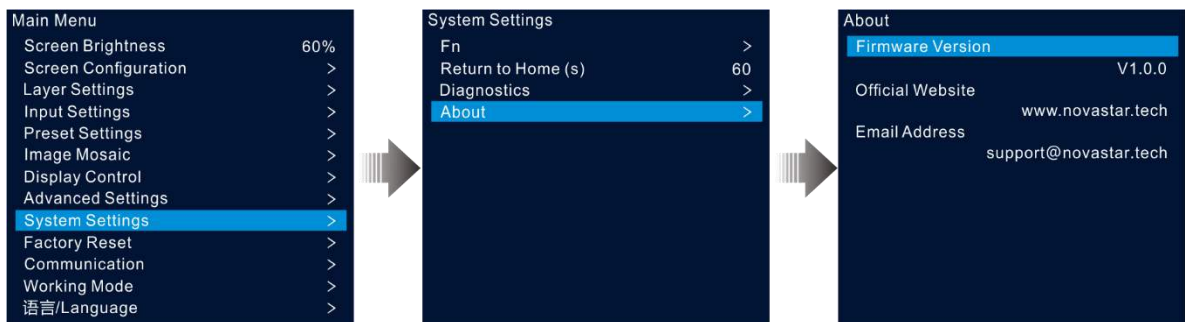 Main Menu
Screen Brightness 60%
Screen Configuration >
Layer Settings >
Input Settings >
Preset Settings >
Image Mosaic >
Display Control >
Advanced Settings >
System Settings >
Factory Reset >
Communication >
Working Mode >
语言/Language >
System Settings
Fn >
Return to Home (s) 60
Diagnostics >
About >
About
Firmware Version
V1.0.0
Official Website
www.novastar.tech
Email Address
support@novastar.tech